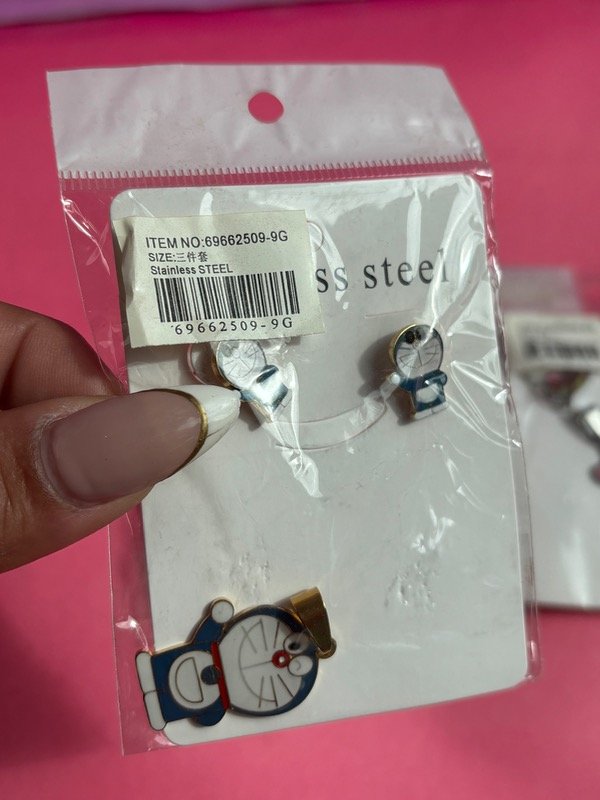 ITEM NO:69662509-9G
SIZE:三件套
Stainless STEEL
69662509-9G
ss steel